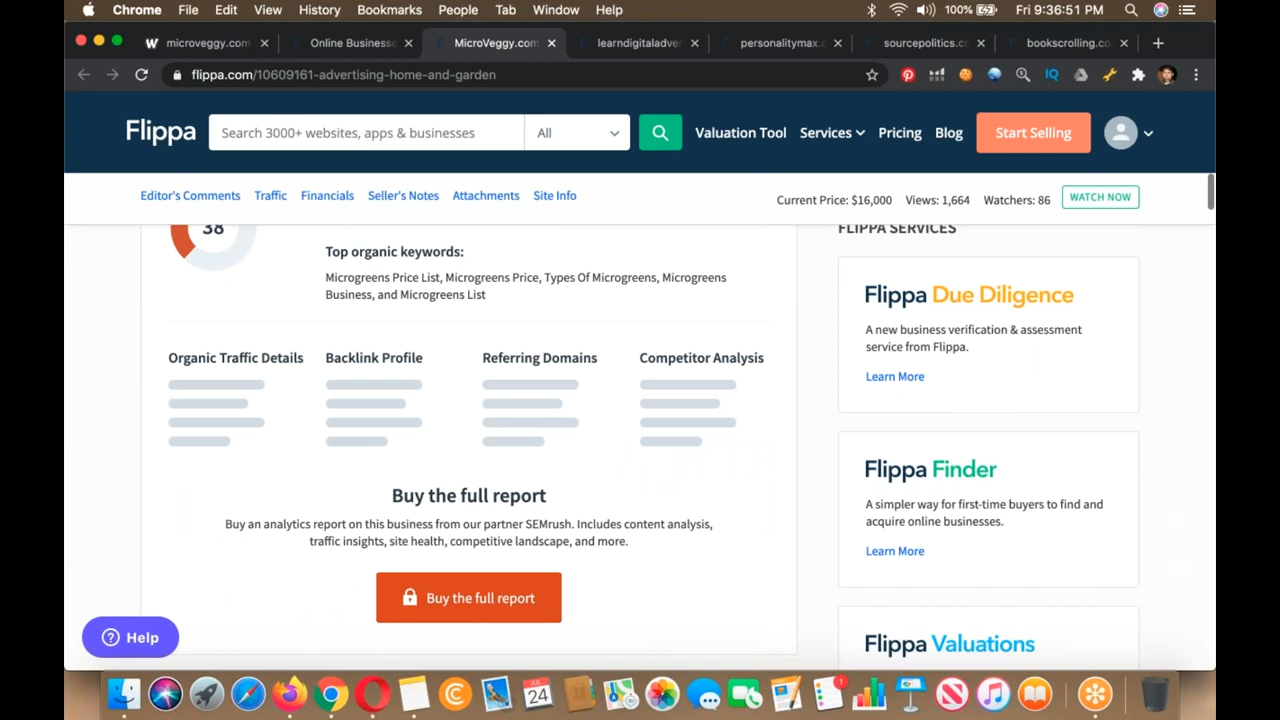 Chrome File Edit View History Bookmarks People Tab Window Help 100% Fri 9:36:51 PM
microveggy.com Online Businesse MicroVeggy.com learndigitaladver personalitymax.c sourcepolitics.cc bookscrolling.co
flippa.com/10609161-advertising-home-and-garden
Flippa Search 3000+ websites, apps & businesses All Valuation Tool Services Pricing Blog Start Selling
Editor's Comments Traffic Financials Seller's Notes Attachments Site Info Current Price: $16,000 Views: 1,664 Watchers: 86 WATCH NOW
38
Top organic keywords:
Microgreens Price List, Microgreens Price, Types Of Microgreens, Microgreens
Business, and Microgreens List
Organic Traffic Details Backlink Profile Referring Domains Competitor Analysis
Buy the full report
Buy an analytics report on this business from our partner SEMrush. Includes content analysis,
traffic insights, site health, competitive landscape, and more.
Buy the full report
FLIPPA SERVICES
Flippa Due Diligence
A new business verification & assessment
service from Flippa.
Learn More
Flippa Finder
A simpler way for first-time buyers to find and
acquire online businesses.
Learn More
Flippa Valuations
Help
JUL
24
1